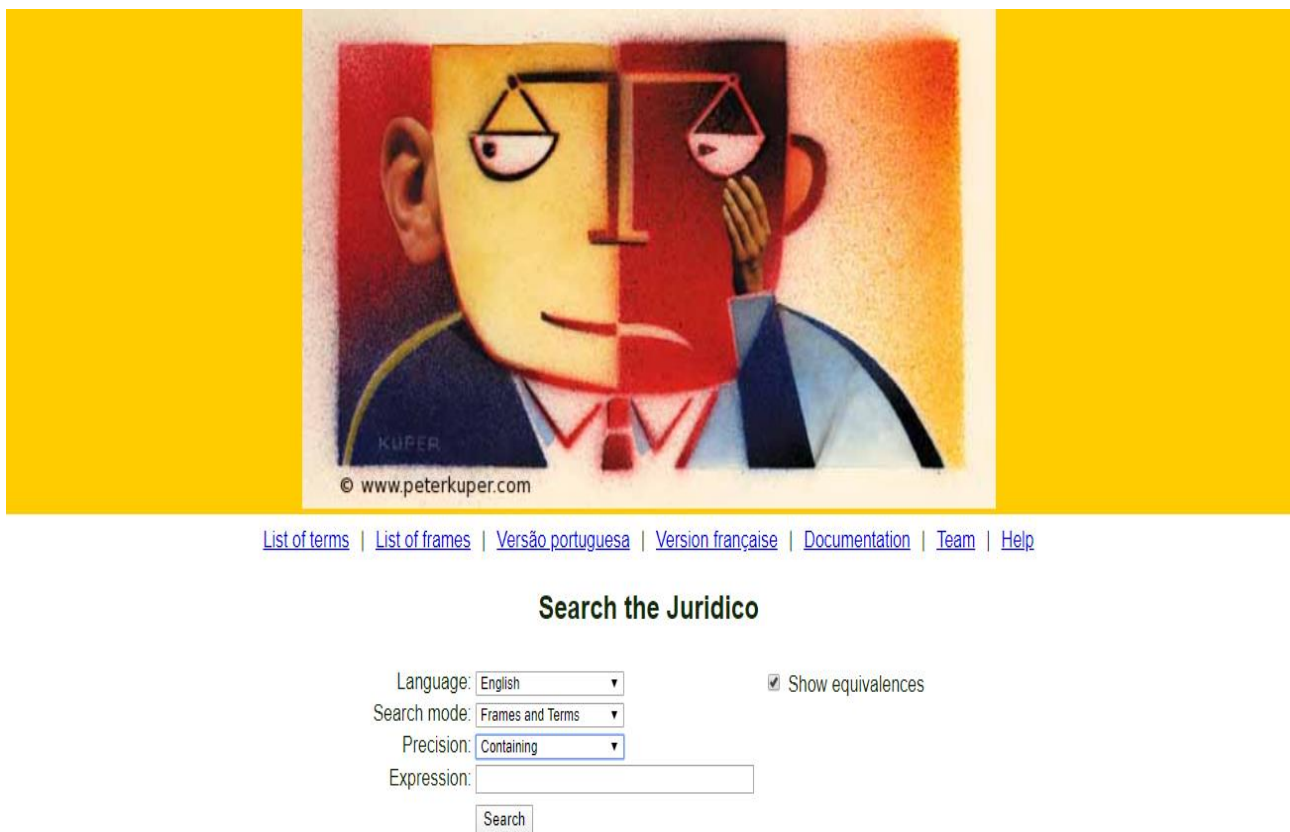 KUPER
© www.peterkuper.com
List of terms | List of frames | Versão portuguesa | Version française | Documentation | Team | Help
Search the Juridico
Language: English Show equivalences
Search mode: Frames and Terms
Precision: Containing
Expression:
Search